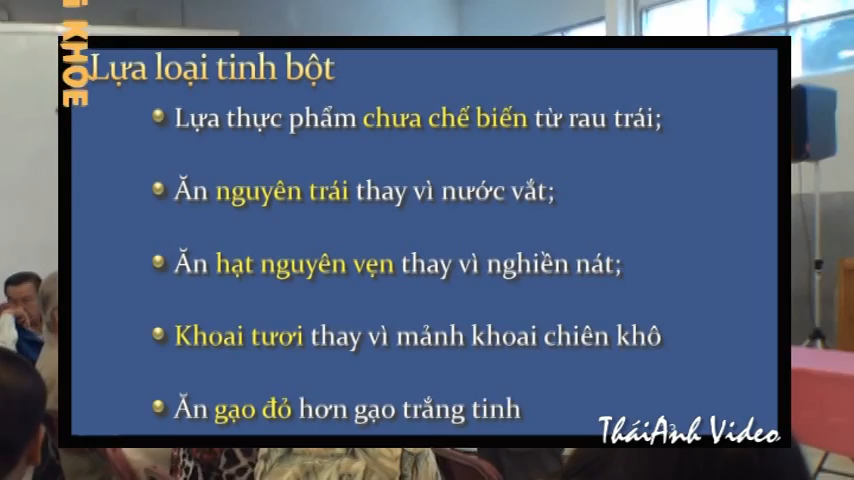 KHỎE
Lựa loại tinh bột
Lựa thực phẩm chưa chế biến từ rau trái;
Ăn nguyên trái thay vì nước vắt;
Ăn hạt nguyên vẹn thay vì nghiền nát;
Khoai tươi thay vì mảnh khoai chiên khô
Ăn gạo đỏ hơn gạo trắng tinh
TháiẢnh Video